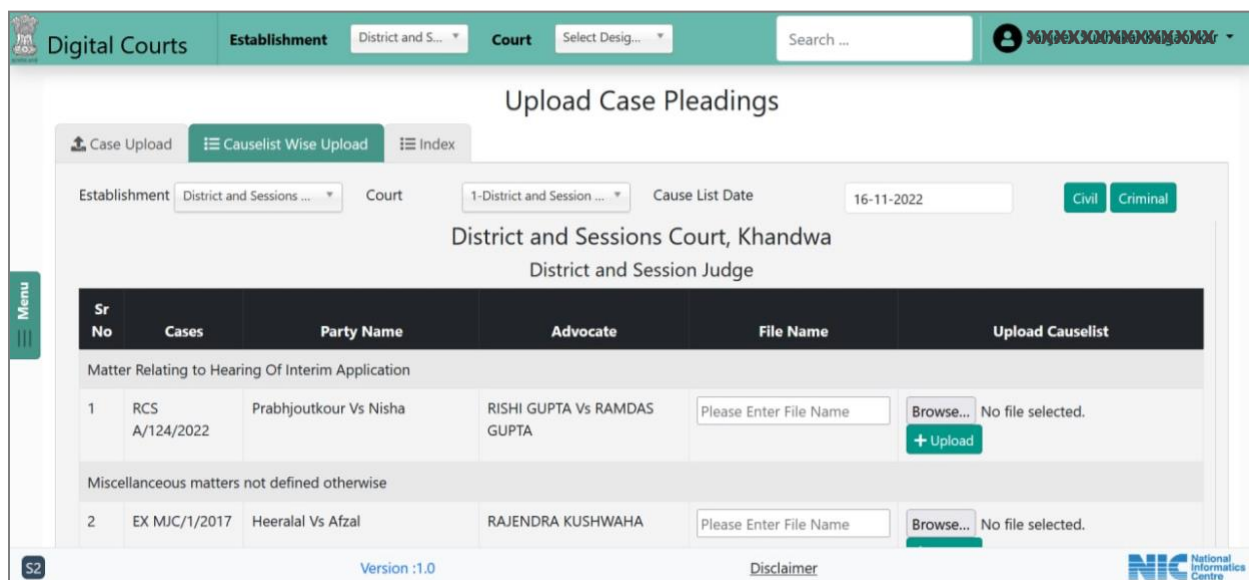 Digital Courts
Establishment
District and S...
Court
Select Desig...
Search ...
Upload Case Pleadings
Case Upload
Causelist Wise Upload
Index
Establishment
District and Sessions ...
Court
1-District and Session ...
Cause List Date
16-11-2022
Civil
Criminal
District and Sessions Court, Khandwa
District and Session Judge
Menu
Sr No Cases Party Name Advocate File Name Upload Causelist
Matter Relating to Hearing Of Interim Application
1 RCS A/124/2022 Prabhjoutkour Vs Nisha RISHI GUPTA Vs RAMDAS GUPTA Please Enter File Name Browse... No file selected.
+ Upload
Miscellaneous matters not defined otherwise
2 EX MJC/1/2017 Heeralal Vs Afzal RAJENDRA KUSHWAHA Please Enter File Name Browse... No file selected.
S2
Version :1.0
Disclaimer
NIC National Informatics Centre